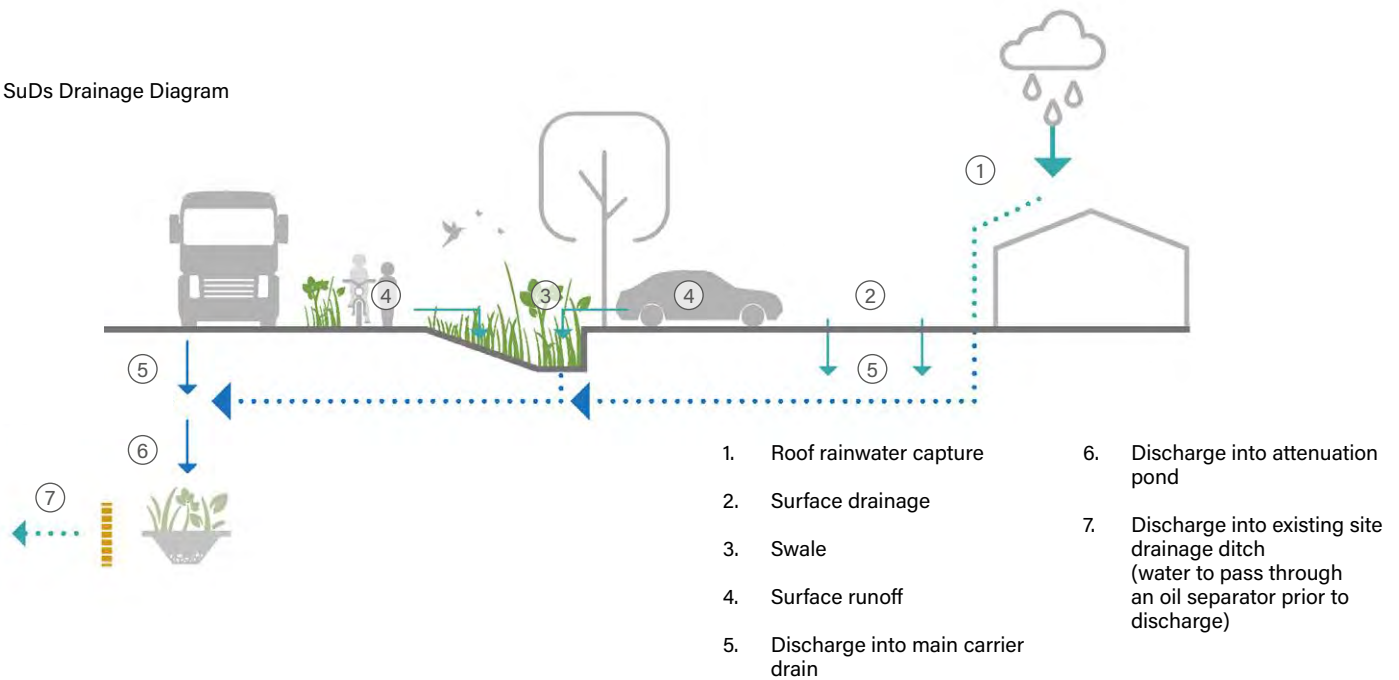 SuDs Drainage Diagram
1
4
3
4
2
5
5
6
7
1. Roof rainwater capture
2. Surface drainage
3. Swale
4. Surface runoff
5. Discharge into main carrier
drain
6. Discharge into attenuation
pond
7. Discharge into existing site
drainage ditch
(water to pass through
an oil separator prior to
discharge)